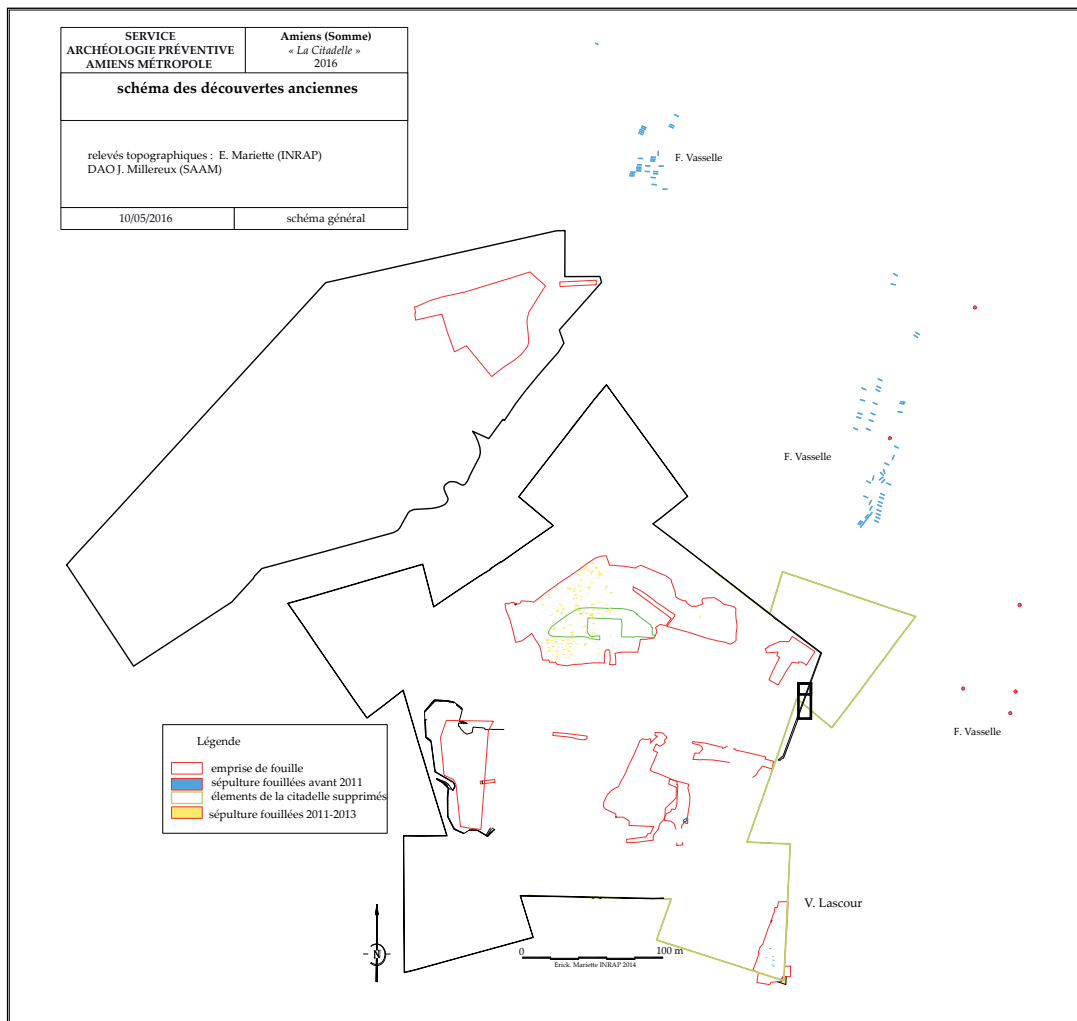 SERVICE
ARCHÉOLOGIE PRÉVENTIVE
AMIENS MÉTROPOLE
Amiens (Somme)
« La Citadelle »
2016
schéma des découvertes anciennes
relevés topographiques : E. Mariette (INRAP)
DAO J. Millereux (SAAM)
10/05/2016
schéma général
F. Vasselle
F. Vasselle
F. Vasselle
Légende
emprise de fouille
sépulture fouillées avant 2011
élements de la citadelle supprimés
sépulture fouillées 2011-2013
V. Lascour
N
0
100 m
Erick. Mariette INRAP 2014